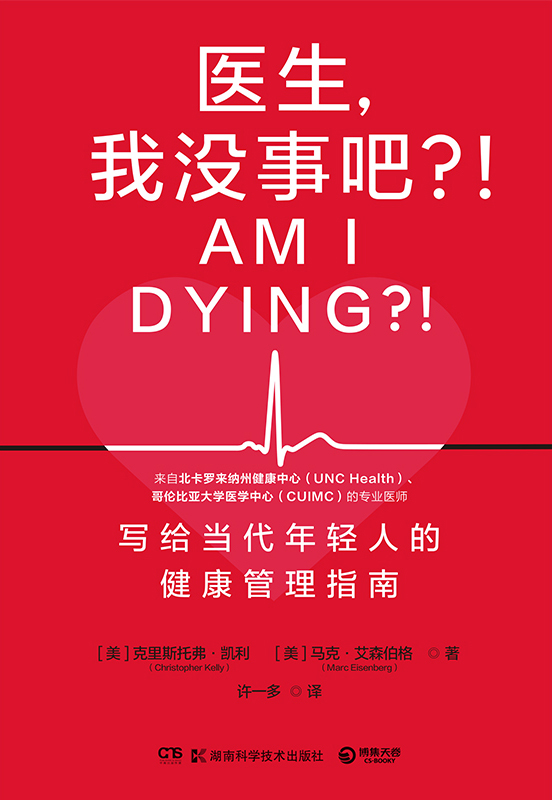 医生，
我没事吧？！
AM I
DYING?!
来自北卡罗来纳州健康中心（UNC Health）、
哥伦比亚大学医学中心（CUIMC）的专业医师
写给当代年轻人的
健康管理指南
［美］克里斯托弗·凯利 ［美］马克·艾森伯格 ◎ 著
（Christopher Kelly） （Marc Eisenberg）
许一多 ◎ 译
湖南科学技术出版社 博集天卷
CS-BOOKY